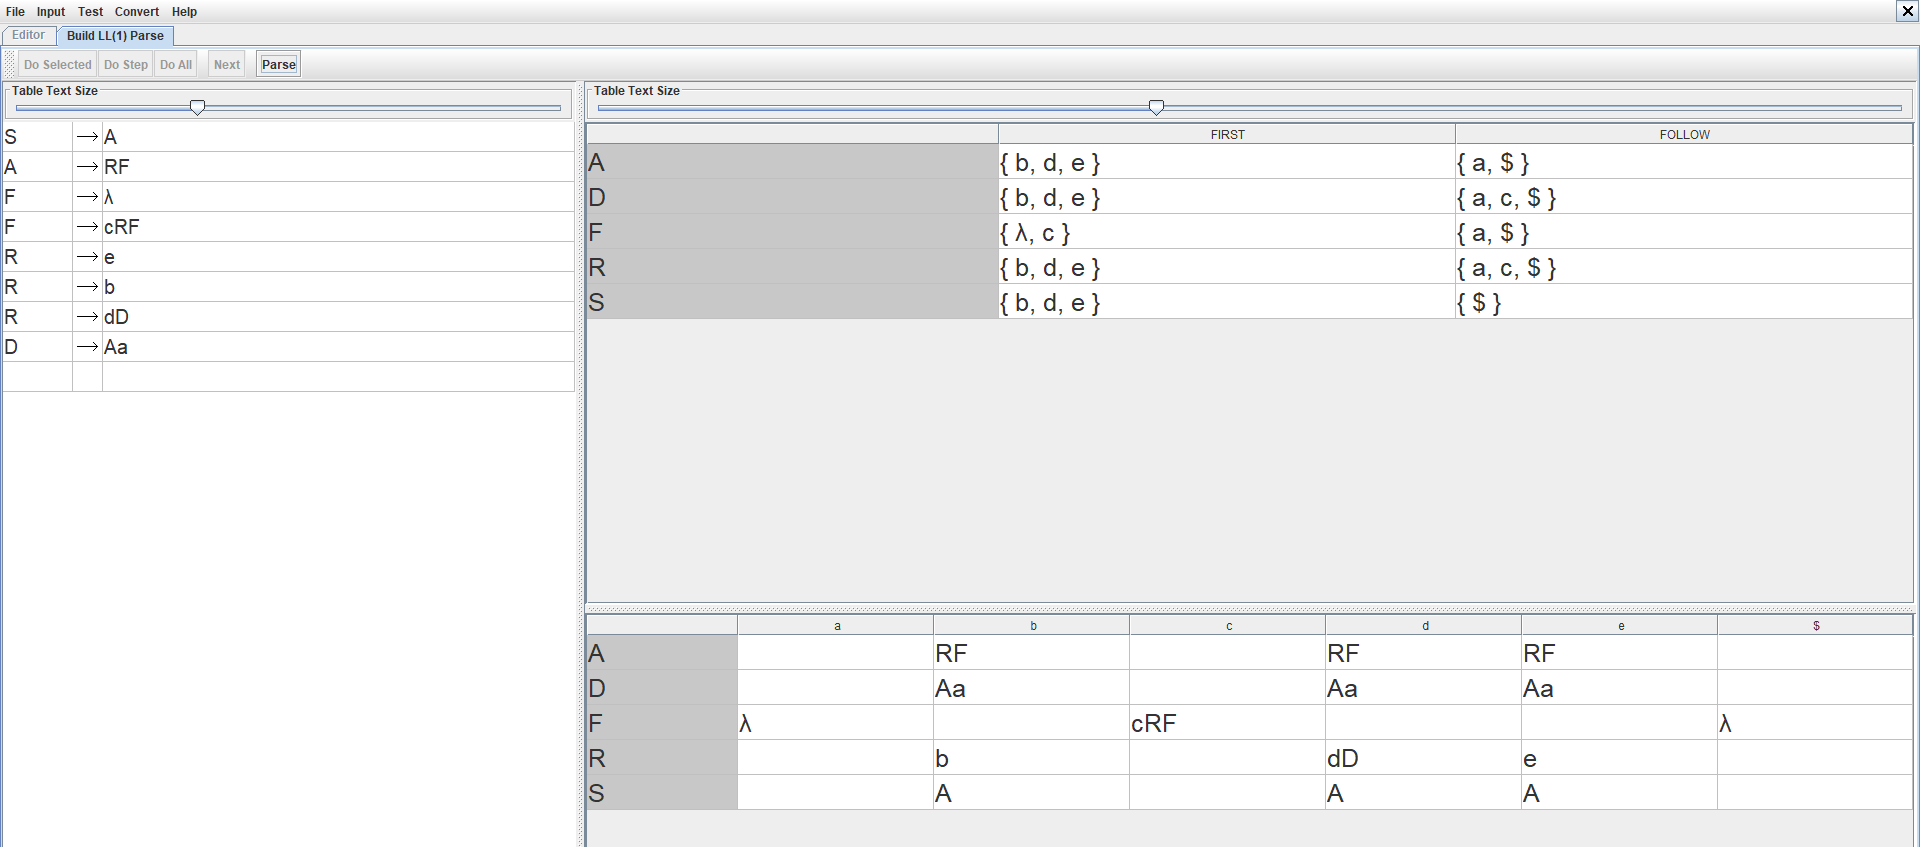 File Input Test Convert Help
Editor Build LL(1) Parse
Do Selected Do Step Do All Next Parse
Table Text Size
S → A
A → RF
F → λ
F → cRF
R → e
R → b
R → dD
D → Aa
Table Text Size
FIRST FOLLOW
A { b, d, e } { a, $ }
D { b, d, e } { a, c, $ }
F { λ, c } { a, $ }
R { b, d, e } { a, c, $ }
S { b, d, e } { $ }
a b c d e $
A RF RF RF
D Aa Aa Aa
F λ cRF λ
R b dD e
S A A A